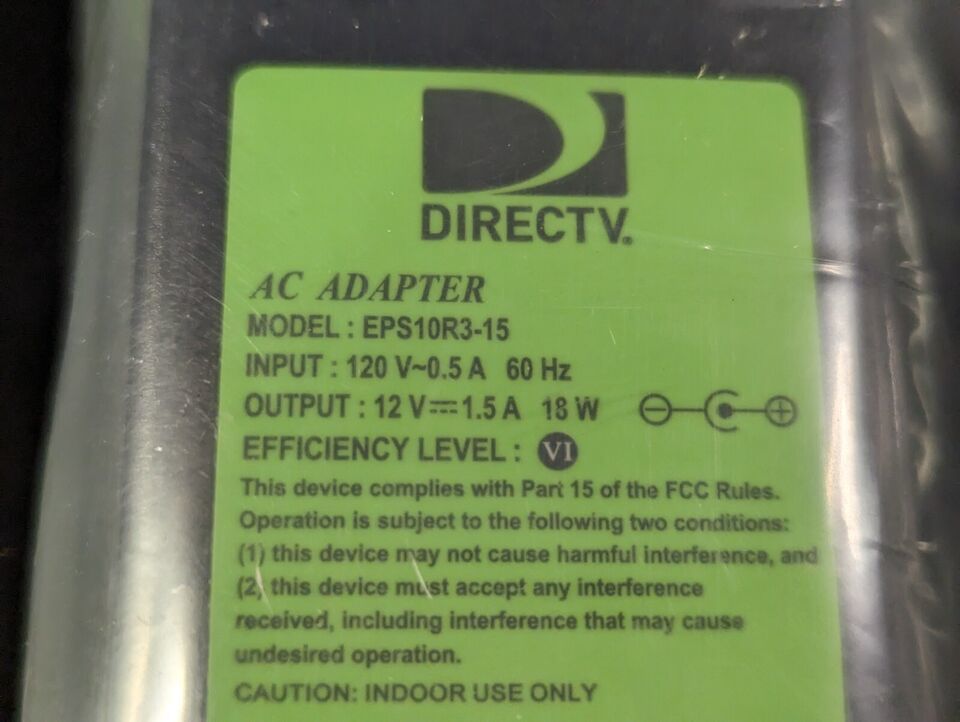 DIRECTV®
AC ADAPTER
MODEL : EPS10R3-15
INPUT : 120 V~0.5 A 60 Hz
OUTPUT : 12 V⎓1.5 A 18 W
EFFICIENCY LEVEL : VI
This device complies with Part 15 of the FCC Rules.
Operation is subject to the following two conditions:
(1) this device may not cause harmful interference, and
(2) this device must accept any interference
received, including interference that may cause
undesired operation.
CAUTION: INDOOR USE ONLY